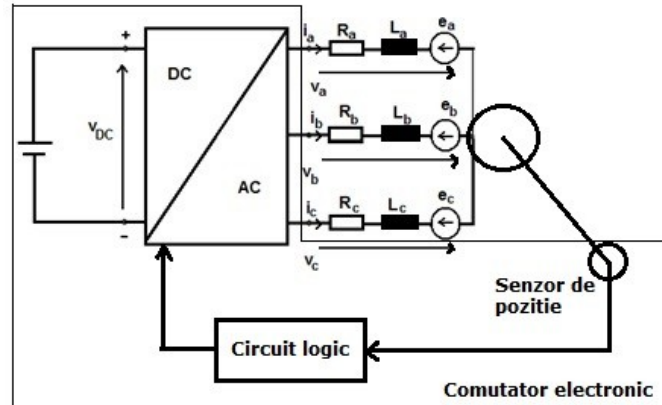 +
DC
v_DC
AC
−
i_a R_a L_a e_a
v_a
i_b R_b L_b e_b
v_b
i_c R_c L_c e_c
v_c
Senzor de
pozitie
Circuit logic
Comutator electronic